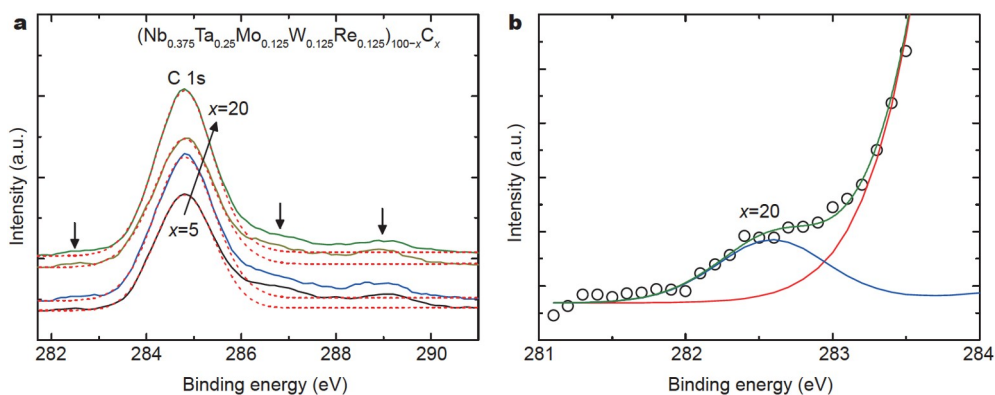 a
(Nb0.375Ta0.25Mo0.125W0.125Re0.125)100−xCx
C 1s
x=20
x=5
Intensity (a.u.)
282 284 286 288 290
Binding energy (eV)
b
x=20
Intensity (a.u.)
281 282 283 284
Binding energy (eV)